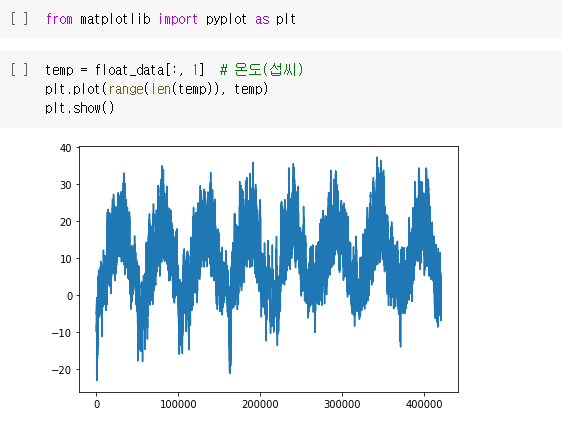 [ ] from matplotlib import pyplot as plt
[ ] temp = float_data[:, 1]  # 온도(섭씨)
plt.plot(range(len(temp)), temp)
plt.show()
40
30
20
10
0
−10
−20
0 100000 200000 300000 400000